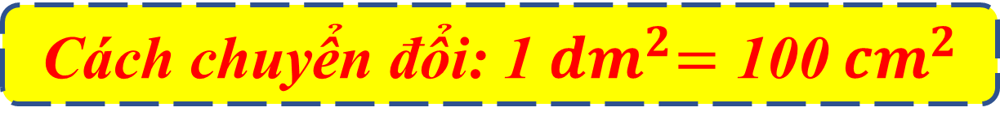 Cách chuyển đổi: 1 dm²= 100 cm²